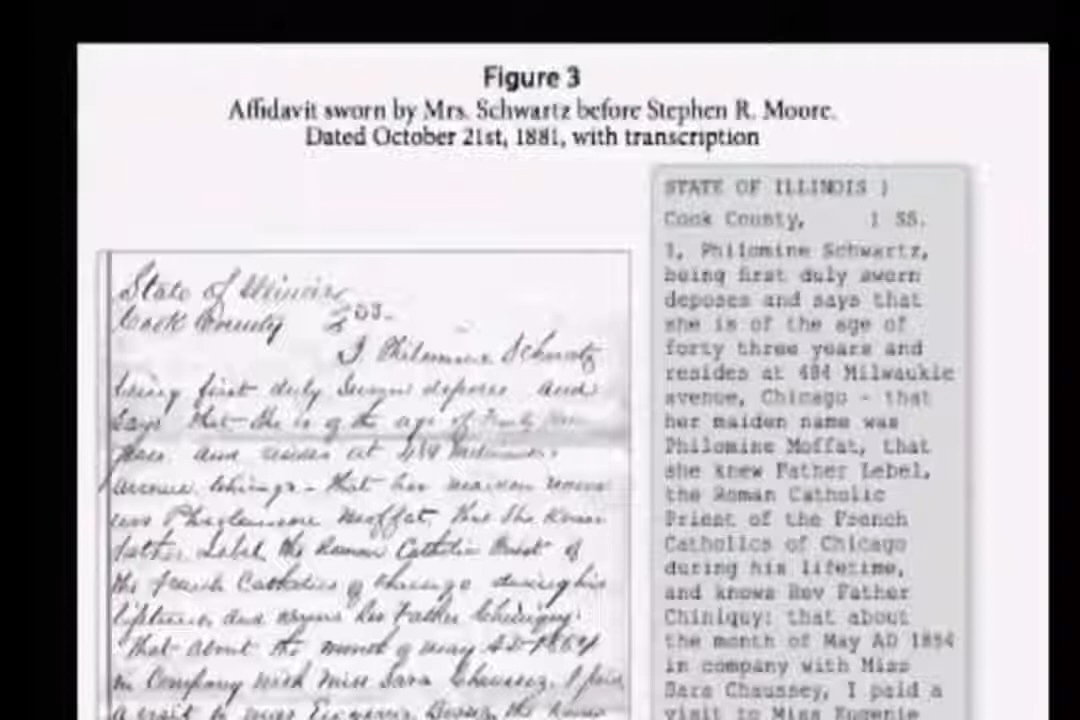 Figure 3
Affidavit sworn by Mrs. Schwartz before Stephen R. Moore.
Dated October 21st, 1881, with transcription
State of Illinois
Cook County } SS.
I, Philomine Schwartz
being first duly sworn deposes and
says that she is of the age of
and resides at 484
avenue, Chicago - that her maiden name
was Philomine Moffat, that she knew
Father Lebel, the Roman Catholic Priest of
the French Catholics of Chicago during his
lifetime, and knows Rev Father Chiniquy:
that about the month of May AD
in company with Miss Sara Chaussey, I paid
a visit to Miss Eugenie the
STATE OF ILLINOIS )
Cook County, ) SS.
I, Philomine Schwartz,
being first duly sworn
deposes and says that
she is of the age of
forty three years and
resides at 484 Milwaukie
avenue, Chicago - that
her maiden name was
Philomine Moffat, that
she knew Father Lebel,
the Roman Catholic
Priest of the French
Catholics of Chicago
during his lifetime,
and knows Rev Father
Chiniquy: that about
the month of May AD 1854
in company with Miss
Sara Chaussey, I paid a
visit to Miss Eugenie